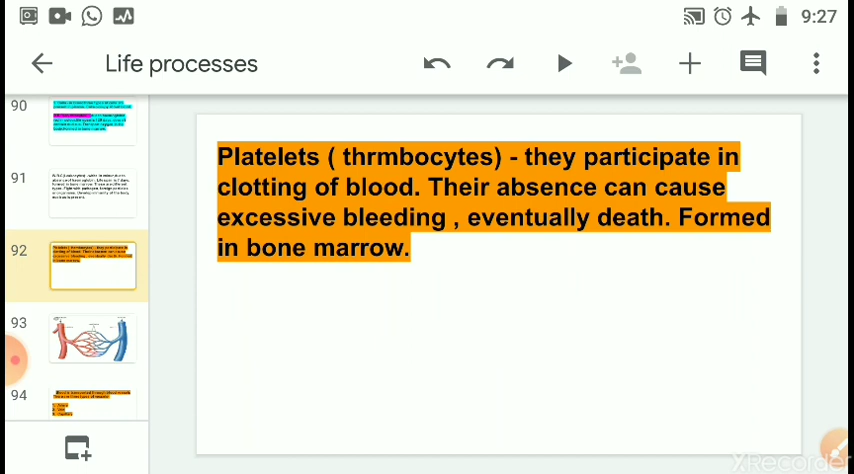 9:27
Life processes
90
91
92
93
94
Platelets ( thrmbocytes) - they participate in
clotting of blood. Their absence can cause
excessive bleeding , eventually death. Formed
in bone marrow.
XRecorder